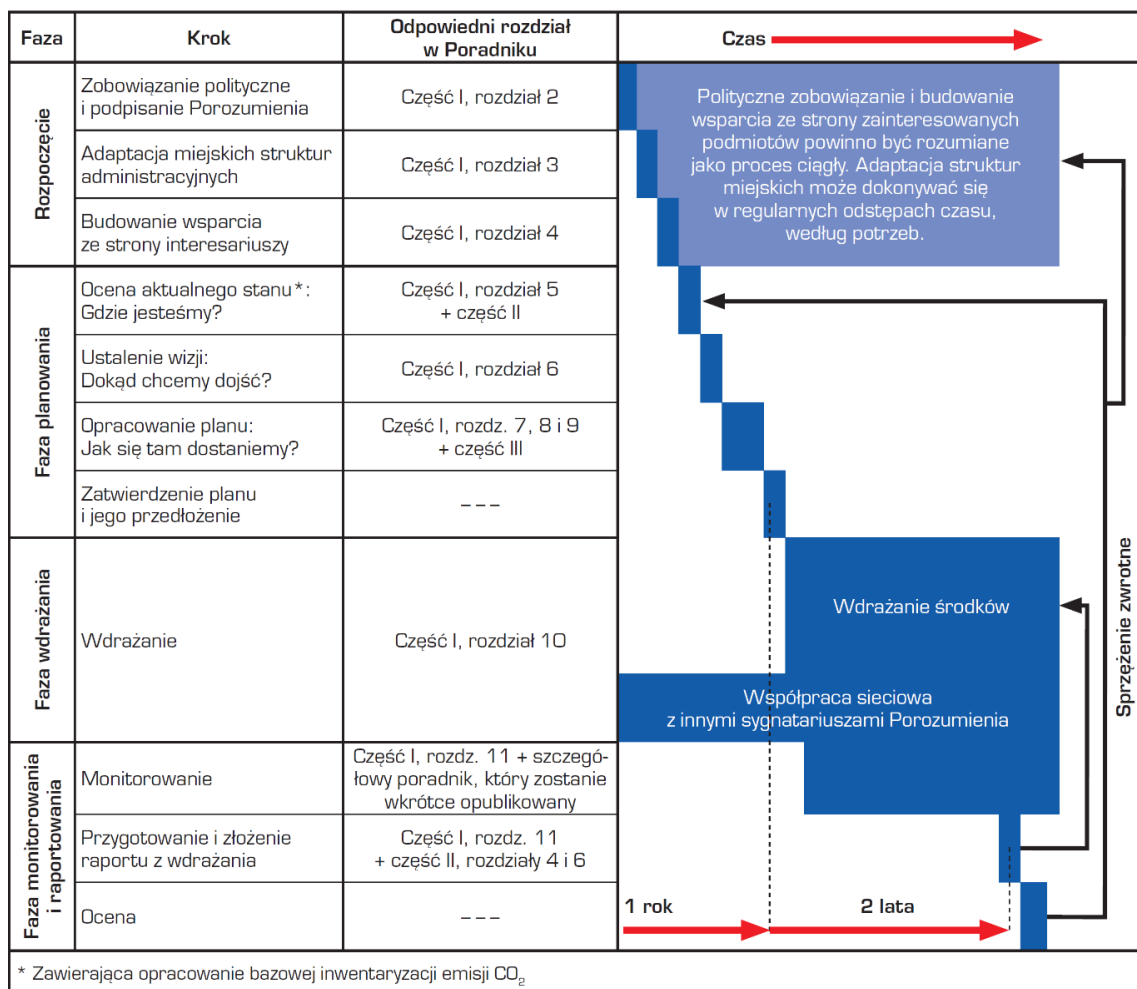 Faza
Krok
Odpowiedni rozdział
w Poradniku
Czas
Rozpoczęcie
Zobowiązanie polityczne
i podpisanie Porozumienia
Część I, rozdział 2
Polityczne zobowiązanie i budowanie
wsparcia ze strony zainteresowanych
podmiotów powinno być rozumiane
jako proces ciągły. Adaptacja struktur
miejskich może dokonywać się
w regularnych odstępach czasu,
według potrzeb.
Adaptacja miejskich struktur
administracyjnych
Część I, rozdział 3
Budowanie wsparcia
ze strony interesariuszy
Część I, rozdział 4
Faza planowania
Ocena aktualnego stanu*:
Gdzie jesteśmy?
Część I, rozdział 5
+ część II
Ustalenie wizji:
Dokąd chcemy dojść?
Część I, rozdział 6
Opracowanie planu:
Jak się tam dostaniemy?
Część I, rozdz. 7, 8 i 9
+ część III
Zatwierdzenie planu
i jego przedłożenie
– – –
Faza wdrażania
Wdrażanie
Część I, rozdział 10
Wdrażanie środków
Współpraca sieciowa
z innymi sygnatariuszami Porozumienia
Sprzężenie zwrotne
Faza monitorowania
i raportowania
Monitorowanie
Część I, rozdz. 11 + szczegó-
łowy poradnik, który zostanie
wkrótce opublikowany
Przygotowanie i złożenie
raportu z wdrażania
Część I, rozdz. 11
+ część II, rozdziały 4 i 6
Ocena
– – –
1 rok
2 lata
* Zawierająca opracowanie bazowej inwentaryzacji emisji CO₂